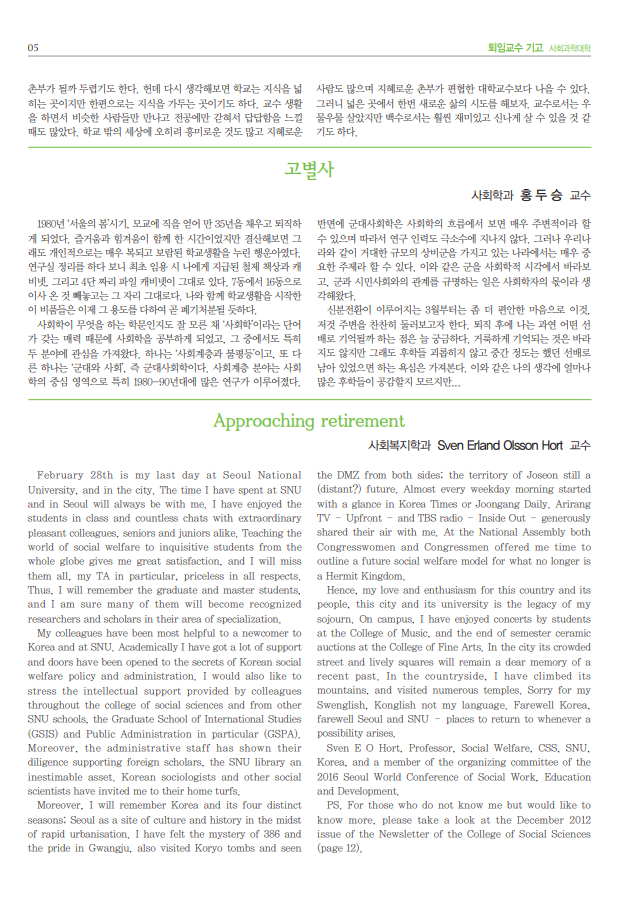 05
퇴임교수 기고 사회과학대학
촌부가 될까 두렵기도 한다. 헌데 다시 생각해보면 학교는 지식을 넓
히는 곳이지만 한편으로는 지식을 가두는 곳이기도 하다. 교수 생활
을 하면서 비슷한 사람들만 만나고 전공에만 갇혀서 답답함을 느낄
때도 많았다. 학교 밖의 세상에 오히려 흥미로운 것도 많고 지혜로운
사람도 많으며 지혜로운 촌부가 편협한 대학교수보다 나을 수 있다.
그러니 넓은 곳에서 한번 새로운 삶의 시도를 해보자. 교수로서는 우
물우물 살았지만 백수로서는 훨씬 재미있고 신나게 살 수 있을 것 같
기도 하다.
고별사
사회학과 홍두승 교수
1980년 '서울의 봄'시기, 모교에 직을 얻어 만 35년을 채우고 퇴직하
게 되었다. 즐거움과 힘겨움이 함께 한 시간이었지만 결산해보면 그
래도 개인적으로는 매우 복되고 보람된 학교생활을 누린 행운아였다.
연구실 정리를 하다 보니 최초 임용 시 나에게 지급된 철제 책상과 캐
비넷, 그리고 4단 짜리 파일 캐비넷이 그대로 있다. 7동에서 16동으로
이사 온 것 빼놓고는 그 자리 그대로다. 나와 함께 학교생활을 시작한
이 비품들은 이제 그 용도를 다하여 곧 폐기처분될 듯하다.
사회학이 무엇을 하는 학문인지도 잘 모른 채 '사회학'이라는 단어
가 갖는 매력 때문에 사회학을 공부하게 되었고, 그 중에서도 특히
두 분야에 관심을 가져왔다. 하나는 '사회계층과 불평등'이고, 또 다
른 하나는 '군대와 사회', 즉 군대사회학이다. 사회계층 분야는 사회
학의 중심 영역으로 특히 1980-90년대에 많은 연구가 이루어졌다.
반면에 군대사회학은 사회학의 흐름에서 보면 매우 주변적이라 할
수 있으며 따라서 연구 인력도 극소수에 지나지 않다. 그러나 우리나
라와 같이 거대한 규모의 상비군을 가지고 있는 나라에서는 매우 중
요한 주제라 할 수 있다. 이와 같은 군을 사회학적 시각에서 바라보
고, 군과 시민사회와의 관계를 규명하는 일은 사회학자의 몫이라 생
각해왔다.
신분전환이 이루어지는 3월부터는 좀 더 편안한 마음으로 이것,
저것 주변을 찬찬히 둘러보고자 한다. 퇴직 후에 나는 과연 어떤 선
배로 기억될까 하는 점은 늘 궁금하다. 거룩하게 기억되는 것은 바라
지도 않지만 그래도 후학들 괴롭히지 않고 중간 정도는 했던 선배로
남아 있었으면 하는 욕심은 가져본다. 이와 같은 나의 생각에 얼마나
많은 후학들이 공감할지 모르지만...
Approaching retirement
사회복지학과 Sven Erland Olsson Hort 교수
February 28th is my last day at Seoul National
University, and in the city. The time I have spent at SNU
and in Seoul will always be with me. I have enjoyed the
students in class and countless chats with extraordinary
pleasant colleagues, seniors and juniors alike. Teaching the
world of social welfare to inquisitive students from the
whole globe gives me great satisfaction, and I will miss
them all, my TA in particular, priceless in all respects.
Thus, I will remember the graduate and master students,
and I am sure many of them will become recognized
researchers and scholars in their area of specialization.
My colleagues have been most helpful to a newcomer to
Korea and at SNU. Academically I have got a lot of support
and doors have been opened to the secrets of Korean social
welfare policy and administration. I would also like to
stress the intellectual support provided by colleagues
throughout the college of social sciences and from other
SNU schools, the Graduate School of International Studies
(GSIS) and Public Administration in particular (GSPA).
Moreover, the administrative staff has shown their
diligence supporting foreign scholars, the SNU library an
inestimable asset. Korean sociologists and other social
scientists have invited me to their home turfs.
Moreover, I will remember Korea and its four distinct
seasons; Seoul as a site of culture and history in the midst
of rapid urbanisation. I have felt the mystery of 386 and
the pride in Gwangju, also visited Koryo tombs and seen
the DMZ from both sides; the territory of Joseon still a
(distant?) future. Almost every weekday morning started
with a glance in Korea Times or Joongang Daily. Arirang
TV - Upfront - and TBS radio - Inside Out - generously
shared their air with me. At the National Assembly both
Congresswomen and Congressmen offered me time to
outline a future social welfare model for what no longer is
a Hermit Kingdom.
Hence, my love and enthusiasm for this country and its
people, this city and its university is the legacy of my
sojourn. On campus, I have enjoyed concerts by students
at the College of Music, and the end of semester ceramic
auctions at the College of Fine Arts. In the city its crowded
street and lively squares will remain a dear memory of a
recent past. In the countryside, I have climbed its
mountains, and visited numerous temples. Sorry for my
Swenglish, Konglish not my language. Farewell Korea,
farewell Seoul and SNU - places to return to whenever a
possibility arises.
Sven E O Hort, Professor, Social Welfare, CSS, SNU,
Korea, and a member of the organizing committee of the
2016 Seoul World Conference of Social Work, Education
and Development.
PS. For those who do not know me but would like to
know more, please take a look at the December 2012
issue of the Newsletter of the College of Social Sciences
(page 12).